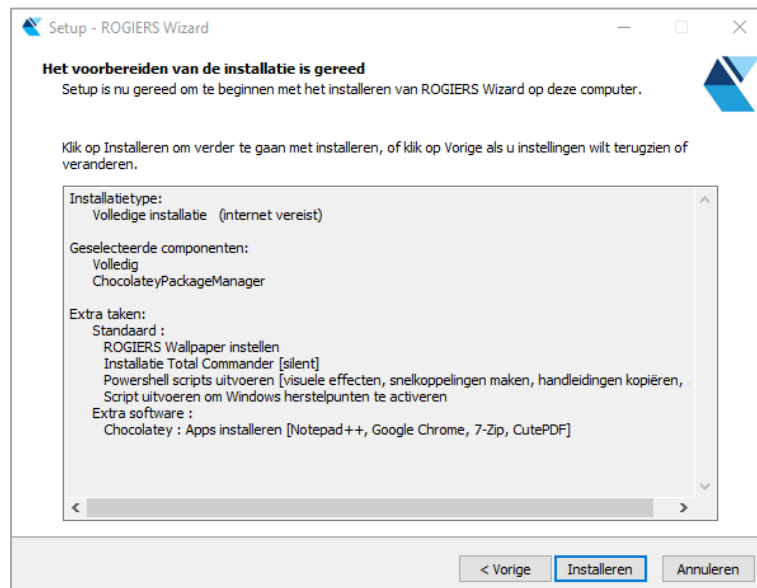 Setup - ROGIERS Wizard
Het voorbereiden van de installatie is gereed
Setup is nu gereed om te beginnen met het installeren van ROGIERS Wizard op deze computer.
Klik op Installeren om verder te gaan met installeren, of klik op Vorige als u instellingen wilt terugzien of
veranderen.
Installatietype:
Volledige installatie (internet vereist)
Geselecteerde componenten:
Volledig
ChocolateyPackageManager
Extra taken:
Standaard :
ROGIERS Wallpaper instellen
Installatie Total Commander [silent]
Powershell scripts uitvoeren [visuele effecten, snelkoppelingen maken, handleidingen kopiëren, .
Script uitvoeren om Windows herstelpunten te activeren
Extra software :
Chocolatey : Apps installeren [Notepad++, Google Chrome, 7-Zip, CutePDF]
< Vorige Installeren Annuleren